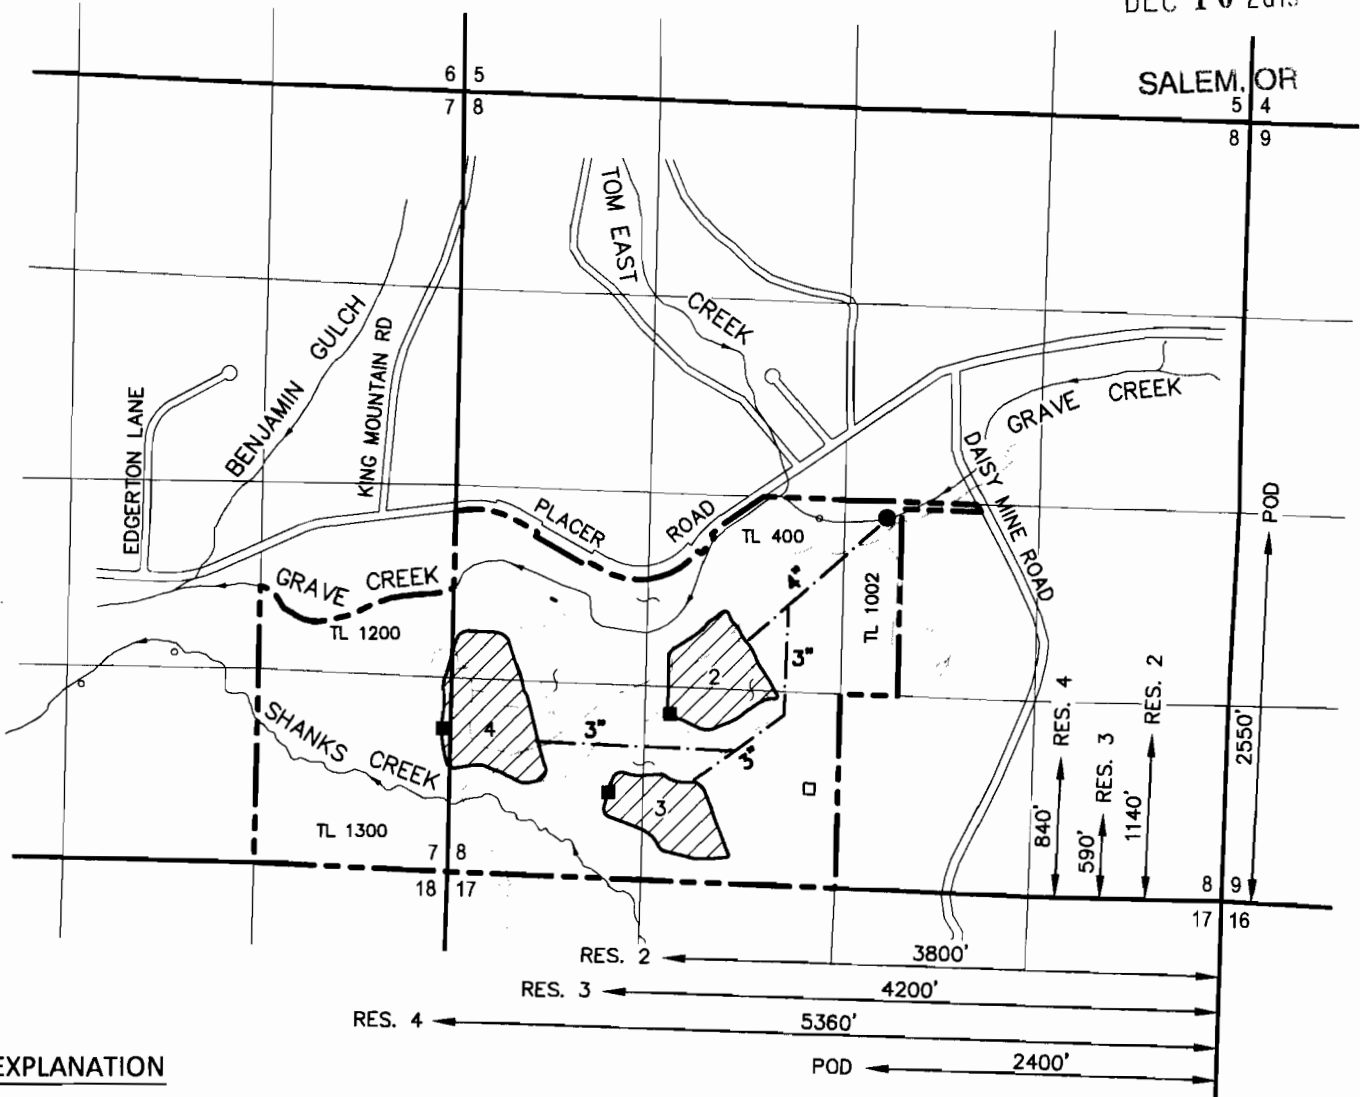 DEC 10 201
SALEM, OR
6 5
7 8
5 4
8 9
TOM EAST CREEK
BENJAMIN GULCH
KING MOUNTAIN RD
EDGERTON LANE
GRAVE CREEK
DAISY MINE ROAD
PLACER ROAD
TL 400
TL 1002
4"
3"
GRAVE CREEK
TL 1200
2
4
3"
3"
3
SHANKS CREEK
TL 1300
7 8
18 17
POD
2550'
RES. 4
840'
RES. 3
590'
RES. 2
1140'
8 9
17 16
RES. 2 3800'
RES. 3 4200'
RES. 4 5360'
POD 2400'
EXPLANATION